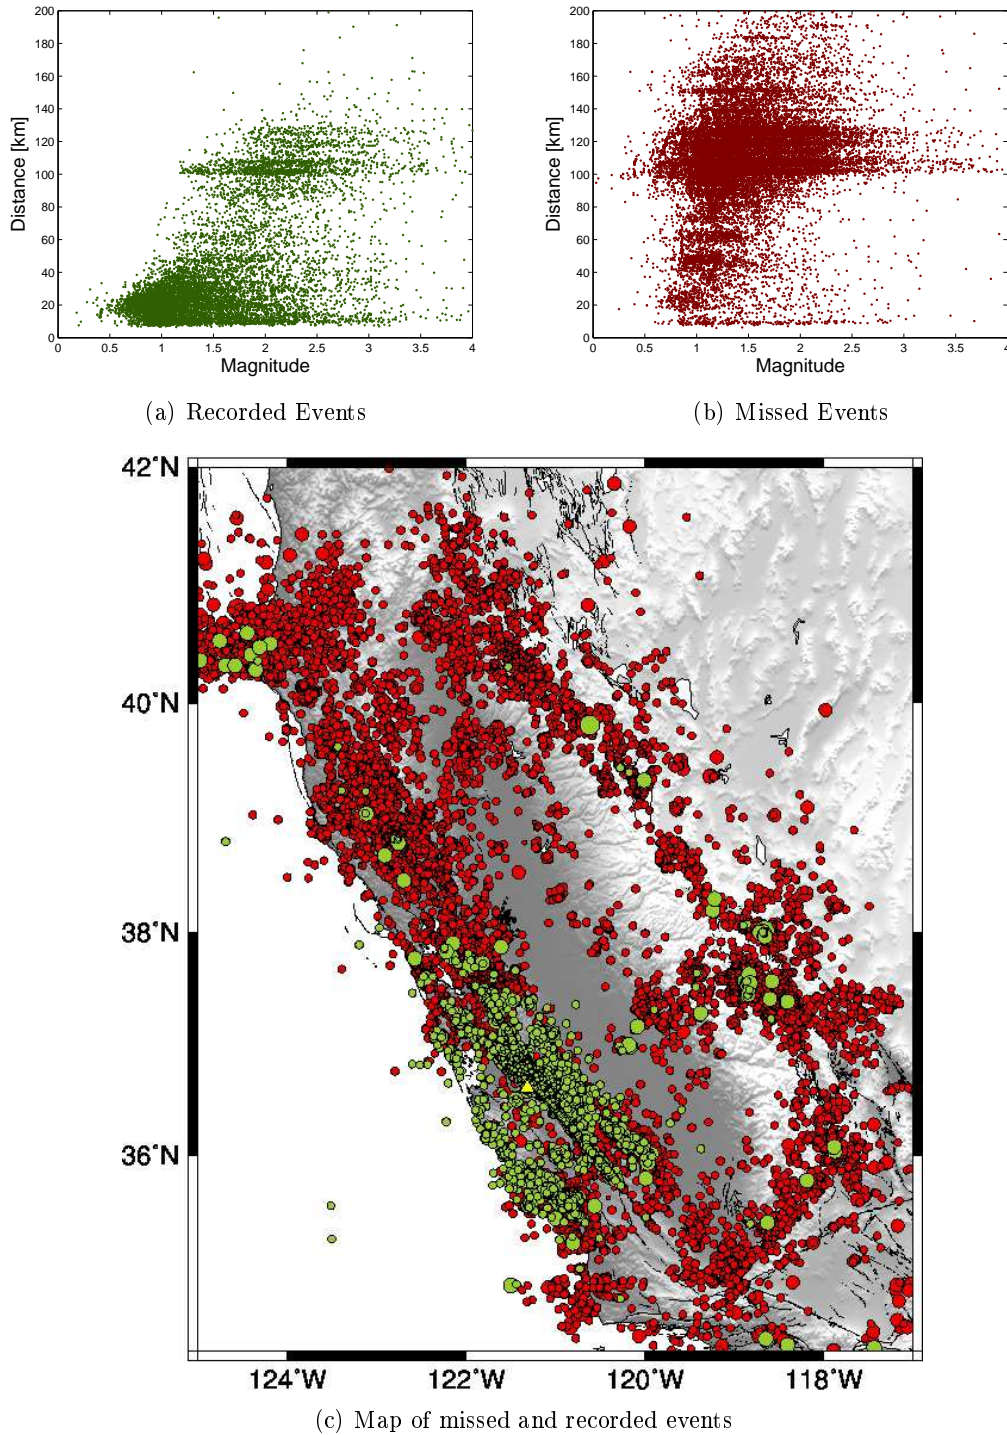 200
180
160
140
120
100
80
60
40
20
0
Distance [km]
0 0.5 1 1.5 2 2.5 3 3.5 4
Magnitude
(a) Recorded Events
200
180
160
140
120
100
80
60
40
20
0
Distance [km]
0 0.5 1 1.5 2 2.5 3 3.5 4
Magnitude
(b) Missed Events
42˚N
40˚N
38˚N
36˚N
124˚W 122˚W 120˚W 118˚W
(c) Map of missed and recorded events